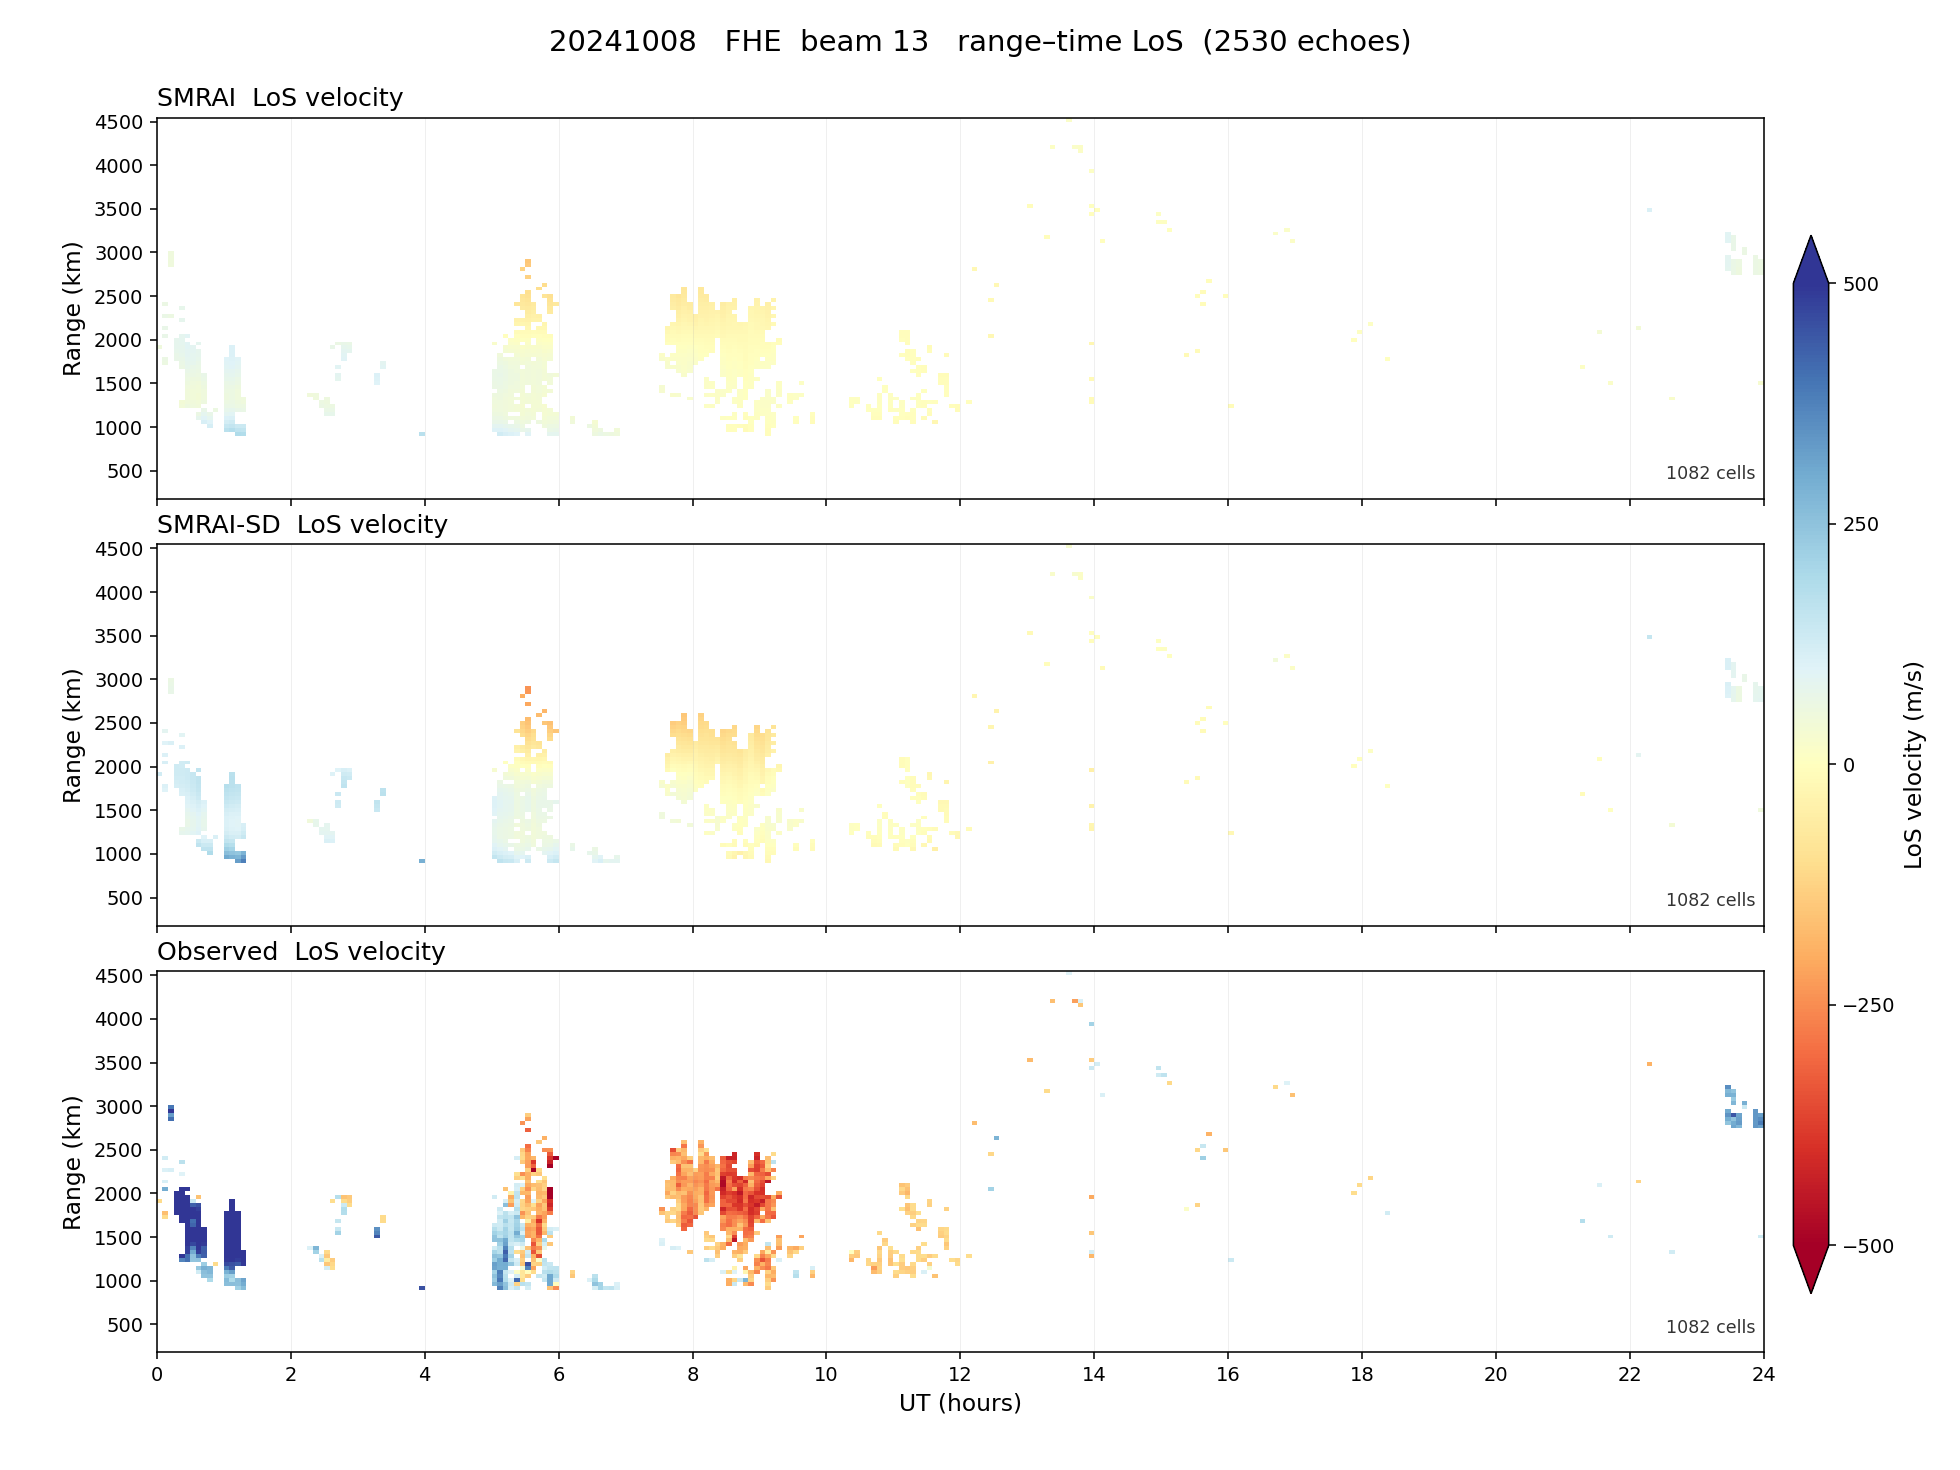 20241008   FHE  beam 13   range–time LoS  (2530 echoes)
SMRAI  LoS velocity
4500
4000
3500
3000
2500
2000
1500
1000
500
Range (km)
1082 cells
SMRAI-SD  LoS velocity
4500
4000
3500
3000
2500
2000
1500
1000
500
Range (km)
1082 cells
Observed  LoS velocity
4500
4000
3500
3000
2500
2000
1500
1000
500
Range (km)
1082 cells
0 2 4 6 8 10 12 14 16 18 20 22 24
UT (hours)
500
250
0
−250
−500
LoS velocity (m/s)